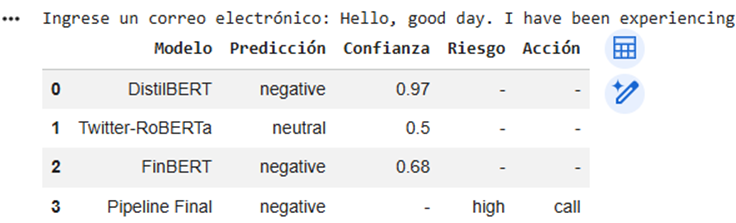 ••• Ingrese un correo electrónico: Hello, good day. I have been experiencing
Modelo Predicción Confianza Riesgo Acción
0 DistilBERT negative 0.97 - -
1 Twitter-RoBERTa neutral 0.5 - -
2 FinBERT negative 0.68 - -
3 Pipeline Final negative - high call